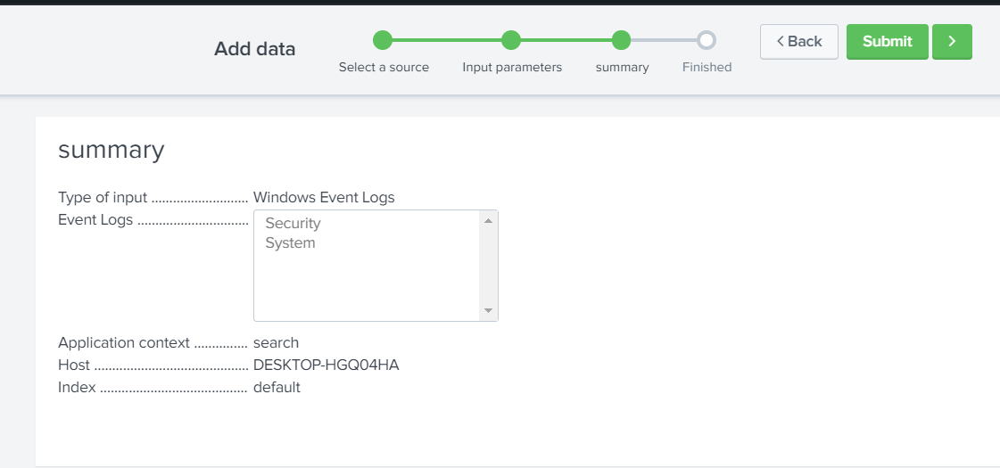 Add data
Select a source
Input parameters
summary
Finished
Back
Submit
summary
Type of input ........................... Windows Event Logs
Event Logs ...............................
Security
System
Application context ............... search
Host ........................................... DESKTOP-HGQ04HA
Index ......................................... default